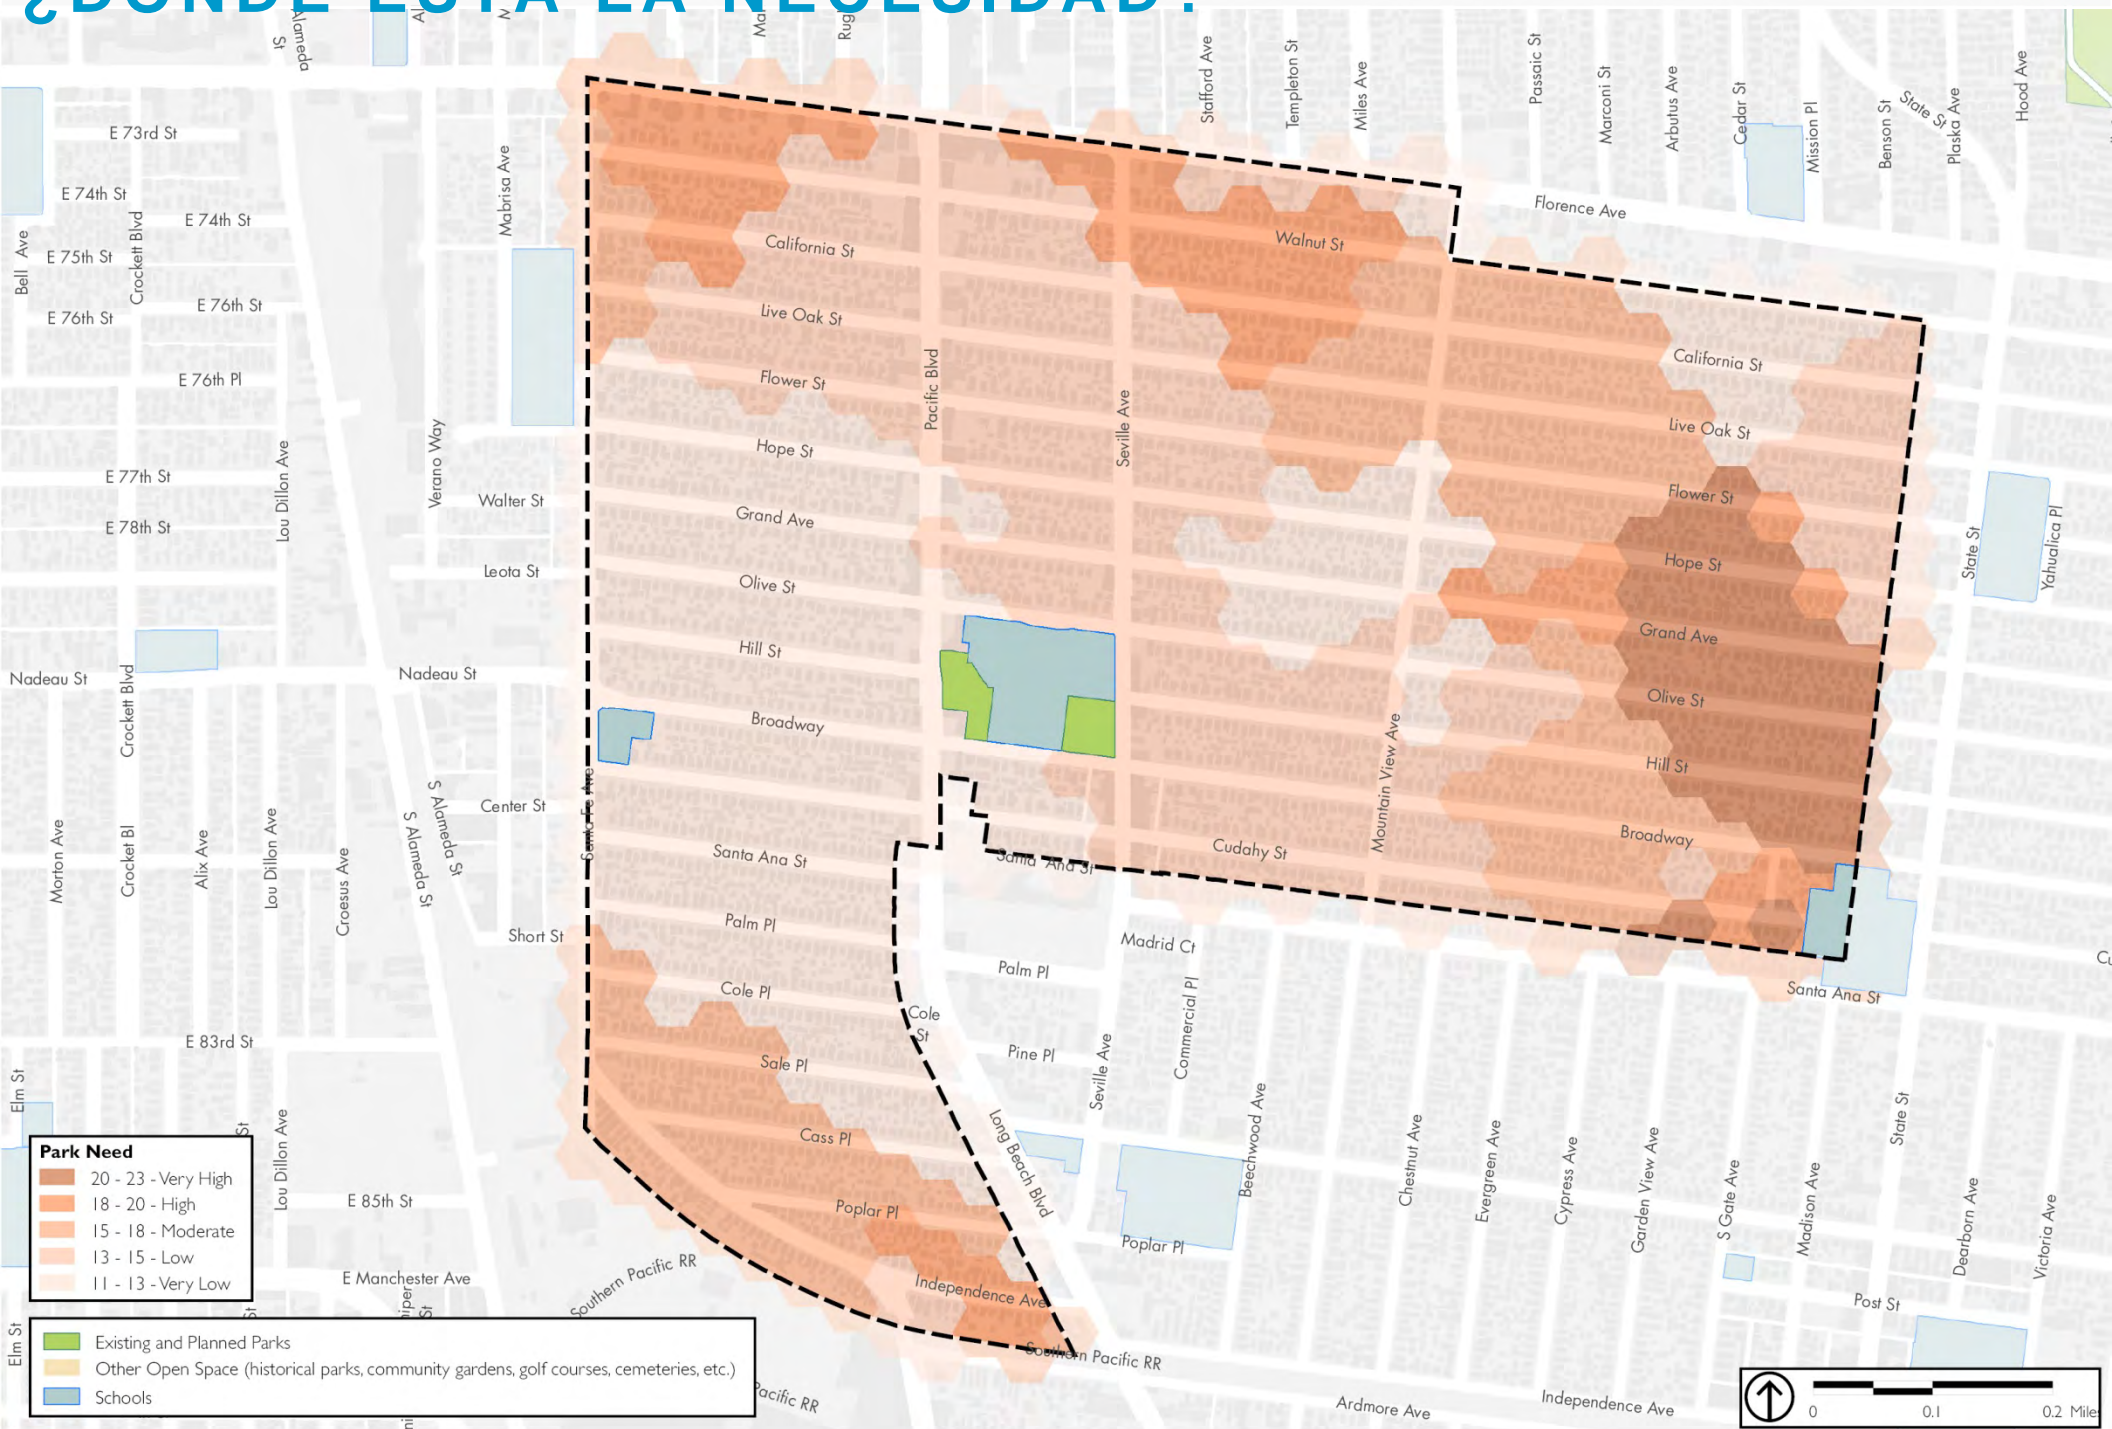 ¿DÓNDE ESTÁ LA NECESIDAD?
Alameda
St
Stafford Ave
Templeton St
Miles Ave
Passaic St
Marconi St
Arbutus Ave
Cedar St
Mission Pl
Benson St
State St
Plaska Ave
Hood Ave
E 73rd St
E 74th St
E 74th St
E 75th St
E 76th St
E 76th St
E 76th Pl
E 77th St
E 78th St
Bell Ave
Crockett Blvd
Mabrisa Ave
Verano Way
Lou Dillon Ave
Walter St
Leota St
Florence Ave
Walnut St
California St
Live Oak St
Flower St
Hope St
Grand Ave
Olive St
Hill St
Broadway
Pacific Blvd
Seville Ave
California St
Live Oak St
Flower St
Hope St
Grand Ave
Olive St
Hill St
Broadway
State St
Yahualica Pl
Mountain View Ave
Nadeau St
Nadeau St
Crockett Blvd
Center St
S Alameda St
S Alameda St
Santa Fe Ave
Morton Ave
Crocket Bl
Alix Ave
Lou Dillon Ave
Croesus Ave
Short St
Santa Ana St
Santa Ana St
Cudahy St
Palm Pl
Cole Pl
Cole
St
Madrid Ct
Palm Pl
Pine Pl
Commercial Pl
Seville Ave
Santa Ana St
E 83rd St
Sale Pl
Cass Pl
Poplar Pl
Independence Ave
Long Beach Blvd
Beechwood Ave
Poplar Pl
Chestnut Ave
Evergreen Ave
Cypress Ave
Garden View Ave
S Gate Ave
Madison Ave
State St
Dearborn Ave
Victoria Ave
Elm St
St
Lou Dillon Ave
E 85th St
E Manchester Ave
Southern Pacific RR
Southern Pacific RR
Pacific RR
Post St
Ardmore Ave
Independence Ave
Elm St
St
St
Park Need
20 - 23 - Very High
18 - 20 - High
15 - 18 - Moderate
13 - 15 - Low
11 - 13 - Very Low
Existing and Planned Parks
Other Open Space (historical parks, community gardens, golf courses, cemeteries, etc.)
Schools
0 0.1 0.2 Miles